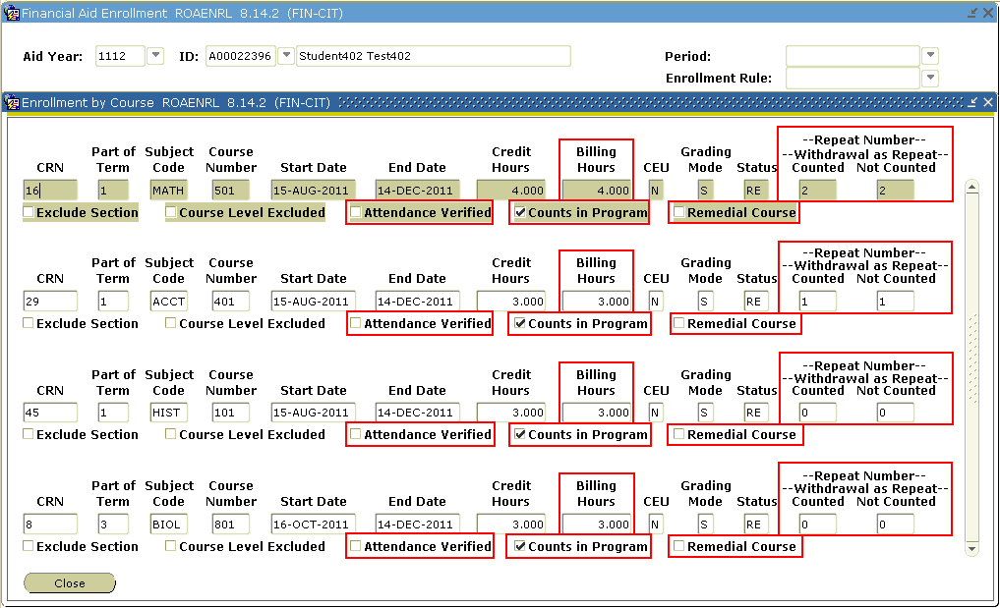 Financial Aid Enrollment ROAENRL 8.14.2 (FIN-CIT)
Aid Year: 1112 ID: A00022396 Student402 Test402 Period:
Enrollment Rule:
Enrollment by Course ROAENRL 8.14.2 (FIN-CIT)
--Repeat Number--
Part of Subject Course Credit Billing Grading --Withdrawal as Repeat--
CRN Term Code Number Start Date End Date Hours Hours CEU Mode Status Counted Not Counted
16 1 MATH 501 15-AUG-2011 14-DEC-2011 4.000 4.000 N S RE 2 2
Exclude Section Course Level Excluded Attendance Verified Counts in Program Remedial Course
--Repeat Number--
Part of Subject Course Credit Billing Grading --Withdrawal as Repeat--
CRN Term Code Number Start Date End Date Hours Hours CEU Mode Status Counted Not Counted
29 1 ACCT 401 15-AUG-2011 14-DEC-2011 3.000 3.000 N S RE 1 1
Exclude Section Course Level Excluded Attendance Verified Counts in Program Remedial Course
--Repeat Number--
Part of Subject Course Credit Billing Grading --Withdrawal as Repeat--
CRN Term Code Number Start Date End Date Hours Hours CEU Mode Status Counted Not Counted
45 1 HIST 101 15-AUG-2011 14-DEC-2011 3.000 3.000 N S RE 0 0
Exclude Section Course Level Excluded Attendance Verified Counts in Program Remedial Course
--Repeat Number--
Part of Subject Course Credit Billing Grading --Withdrawal as Repeat--
CRN Term Code Number Start Date End Date Hours Hours CEU Mode Status Counted Not Counted
8 3 BIOL 801 16-OCT-2011 14-DEC-2011 3.000 3.000 N S RE 0 0
Exclude Section Course Level Excluded Attendance Verified Counts in Program Remedial Course
Close